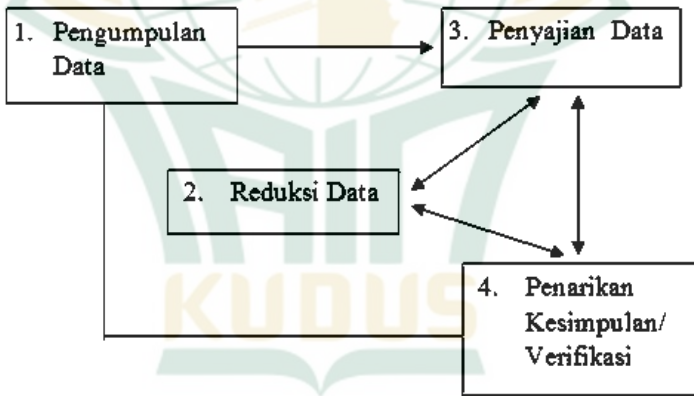 1. Pengumpulan
Data
3. Penyajian Data
2. Reduksi Data
4. Penarikan
Kesimpulan/
Verifikasi
KUDUS